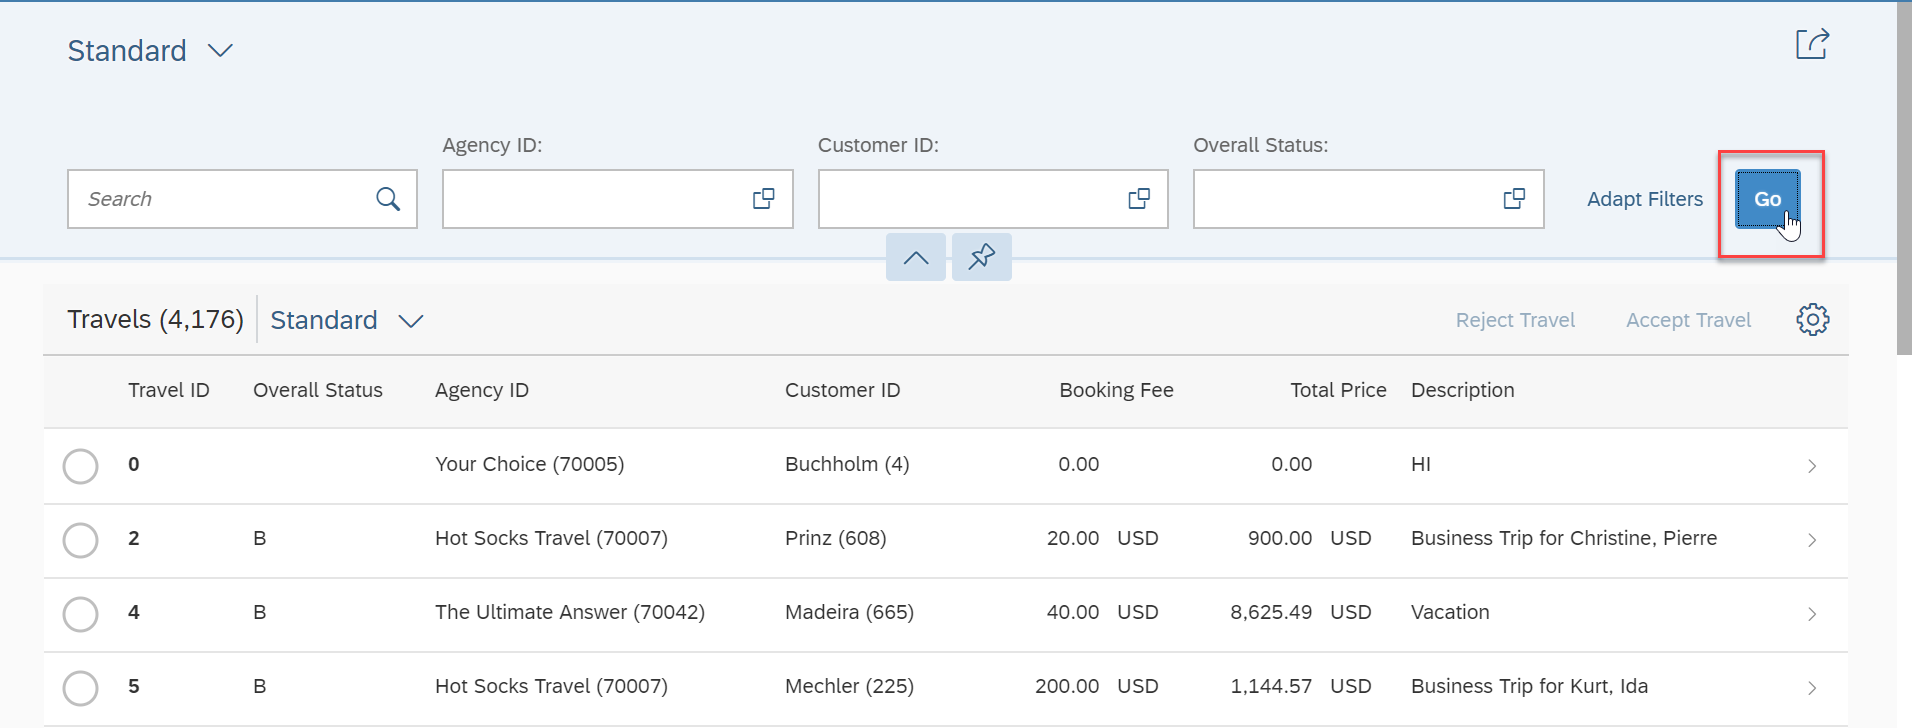 Standard
Agency ID: Customer ID: Overall Status:
Search Adapt Filters Go
Travels (4,176) Standard Reject Travel Accept Travel
Travel ID Overall Status Agency ID Customer ID Booking Fee Total Price Description
0 Your Choice (70005) Buchholm (4) 0.00 0.00 HI
2 B Hot Socks Travel (70007) Prinz (608) 20.00 USD 900.00 USD Business Trip for Christine, Pierre
4 B The Ultimate Answer (70042) Madeira (665) 40.00 USD 8,625.49 USD Vacation
5 B Hot Socks Travel (70007) Mechler (225) 200.00 USD 1,144.57 USD Business Trip for Kurt, Ida